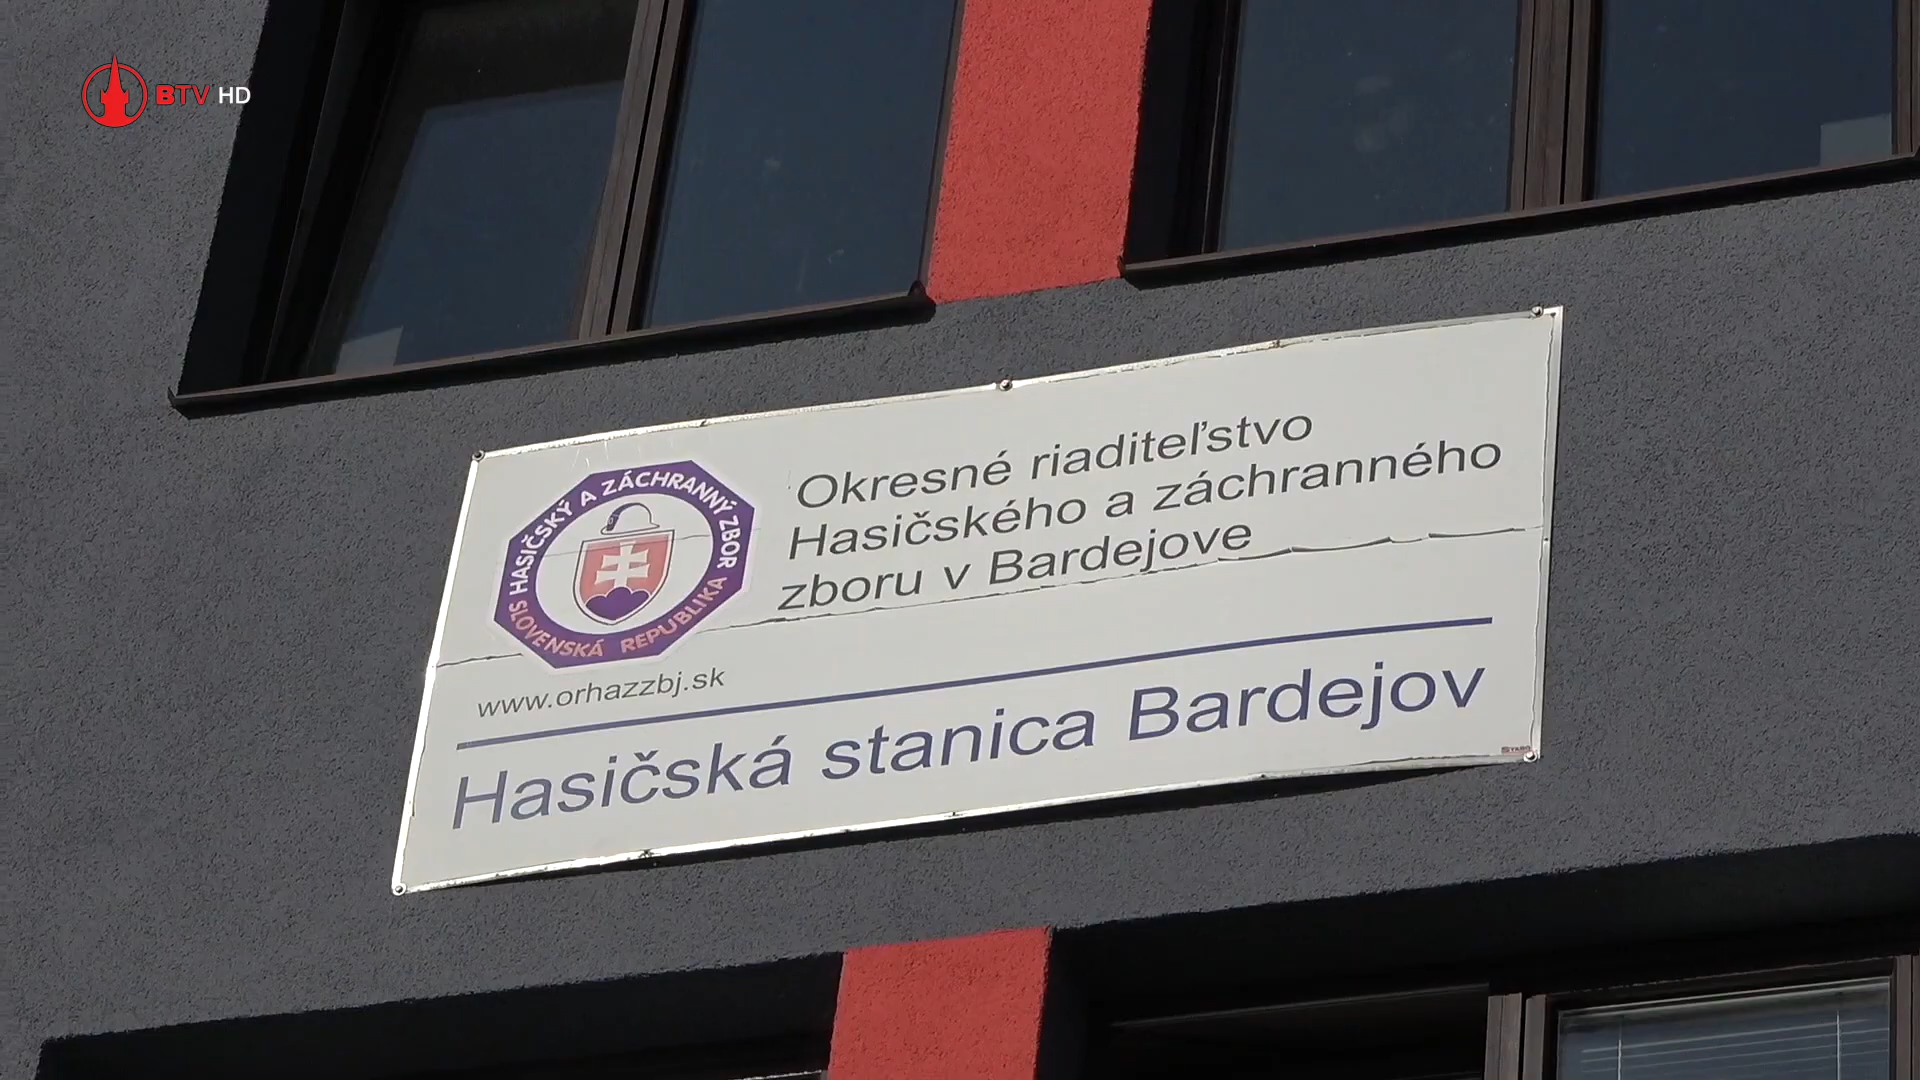 BTV HD
Okresné riaditeľstvo
Hasičského a záchranného
zboru v Bardejove
HASIČSKÝ A ZÁCHRANNÝ ZBOR
SLOVENSKÁ REPUBLIKA
www.orhazzbj.sk
Hasičská stanica Bardejov